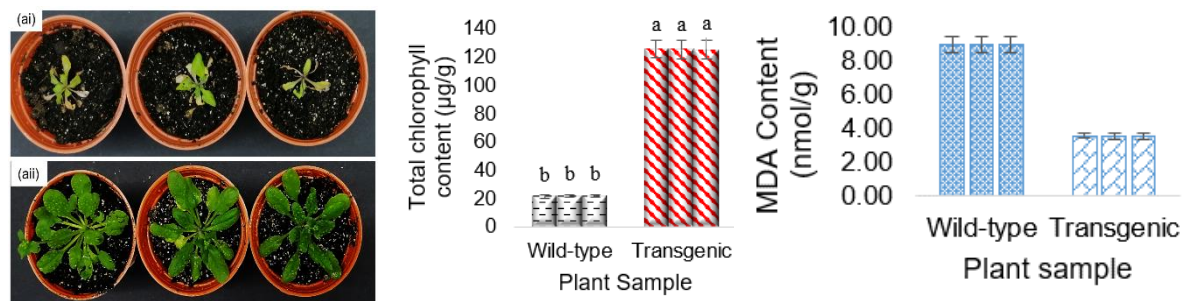 (ai)
(aii)
Total chlorophyll
content (µg/g)
140
120
100
80
60
40
20
0
a a a
b b b
Wild-type Transgenic
Plant Sample
MDA Content
(nmol/g)
10.00
8.00
6.00
4.00
2.00
0.00
Wild-type Transgenic
Plant sample